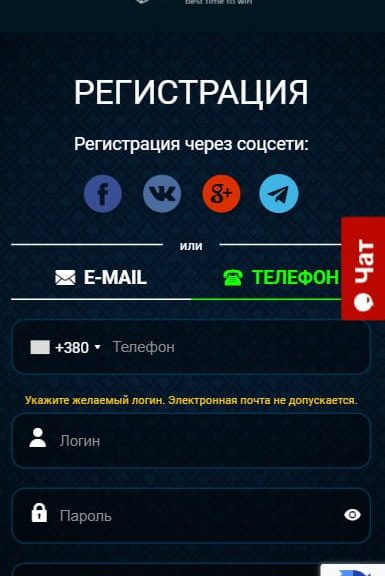 best time to win
РЕГИСТРАЦИЯ
Регистрация через соцсети:
f
VK
g+
или
E-MAIL
ТЕЛЕФОН
Чат
+380
Телефон
Укажите желаемый логин. Электронная почта не допускается.
Логин
Пароль